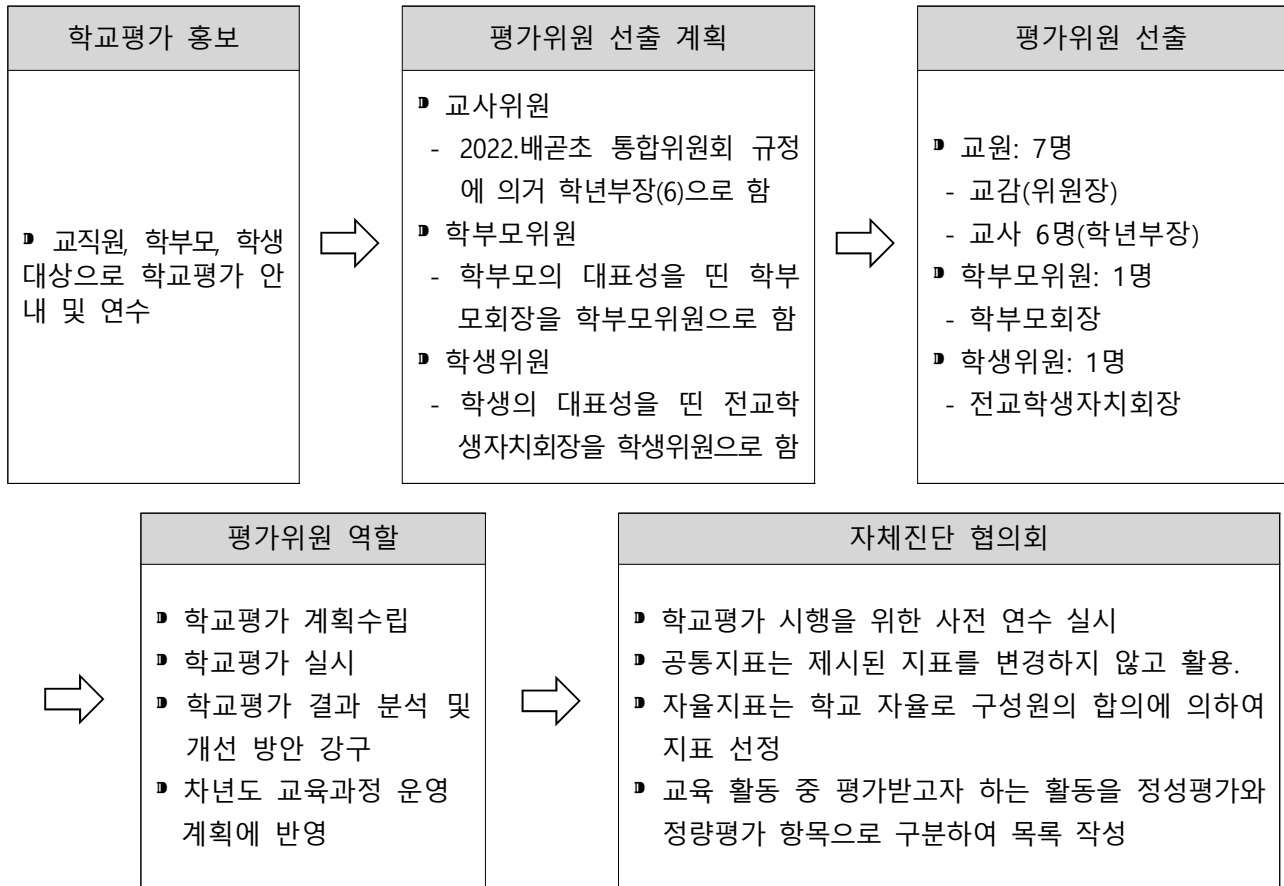 학교평가 홍보
⁍ 교직원, 학부모, 학생
대상으로 학교평가 안
내 및 연수
평가위원 선출 계획
⁍ 교사위원
- 2022.배곧초 통합위원회 규정
에 의거 학년부장(6)으로 함
⁍ 학부모위원
- 학부모의 대표성을 띤 학부
모회장을 학부모위원으로 함
⁍ 학생위원
- 학생의 대표성을 띤 전교학
생자치회장을 학생위원으로 함
평가위원 선출
⁍ 교원: 7명
- 교감(위원장)
- 교사 6명(학년부장)
⁍ 학부모위원: 1명
- 학부모회장
⁍ 학생위원: 1명
- 전교학생자치회장
평가위원 역할
⁍ 학교평가 계획수립
⁍ 학교평가 실시
⁍ 학교평가 결과 분석 및
개선 방안 강구
⁍ 차년도 교육과정 운영
계획에 반영
자체진단 협의회
⁍ 학교평가 시행을 위한 사전 연수 실시
⁍ 공통지표는 제시된 지표를 변경하지 않고 활용.
⁍ 자율지표는 학교 자율로 구성원의 합의에 의하여
지표 선정
⁍ 교육 활동 중 평가받고자 하는 활동을 정성평가와
정량평가 항목으로 구분하여 목록 작성